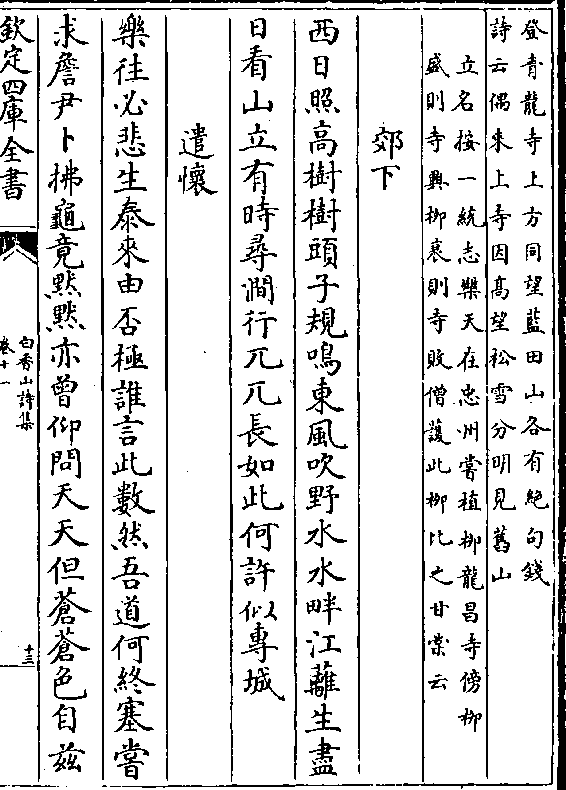 登青龍寺上方同望藍田山各有絶句錢
詩云偶來上寺因髙望松雪分明見舊山
立名按一統志樂天在忠州嘗植柳龍昌寺傍柳
盛則寺興柳衰則寺敗僧護此柳比之甘棠云
郊下
西日照高樹樹頭子規鳴東風吹野水水畔江蘺生盡
日看山立有時尋澗行兀兀長如此何許似專城
遣懷
樂往必悲生泰來由否極誰言此數然吾道何終塞嘗
求詹尹卜拂龜竟黙黙亦曾仰問天天但蒼蒼色自兹
欽定四庫全書
白香山詩集
卷十一
十三